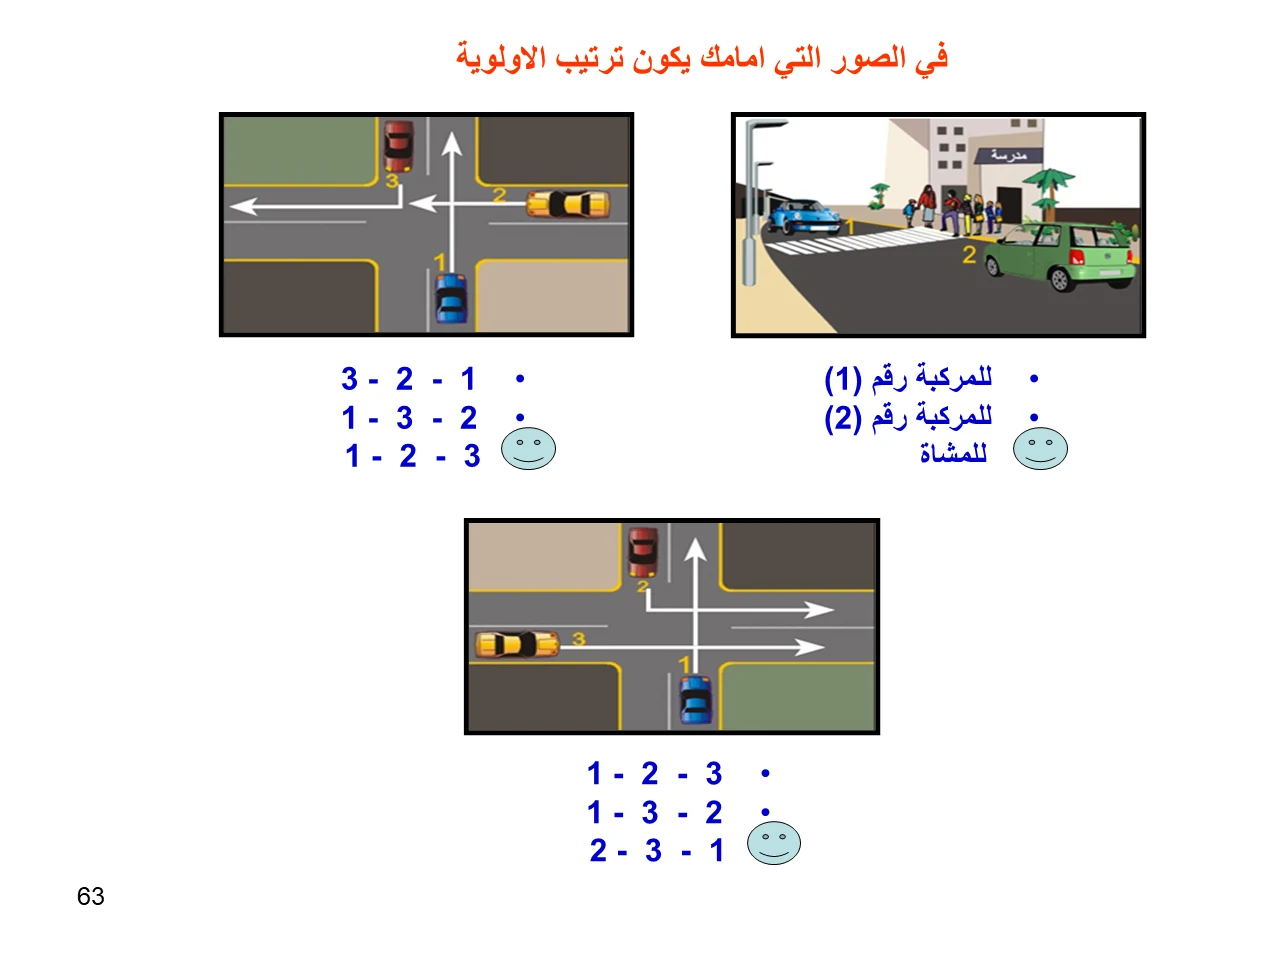 في الصور التي امامك يكون ترتيب الاولوية
مدرسة
1
2
• للمركبة رقم (1)
• للمركبة رقم (2)
للمشاة
3
2
1
• 1 - 2 - 3
• 2 - 3 - 1
3 - 2 - 1
2
3
1
• 3 - 2 - 1
• 2 - 3 - 1
1 - 3 - 2
63